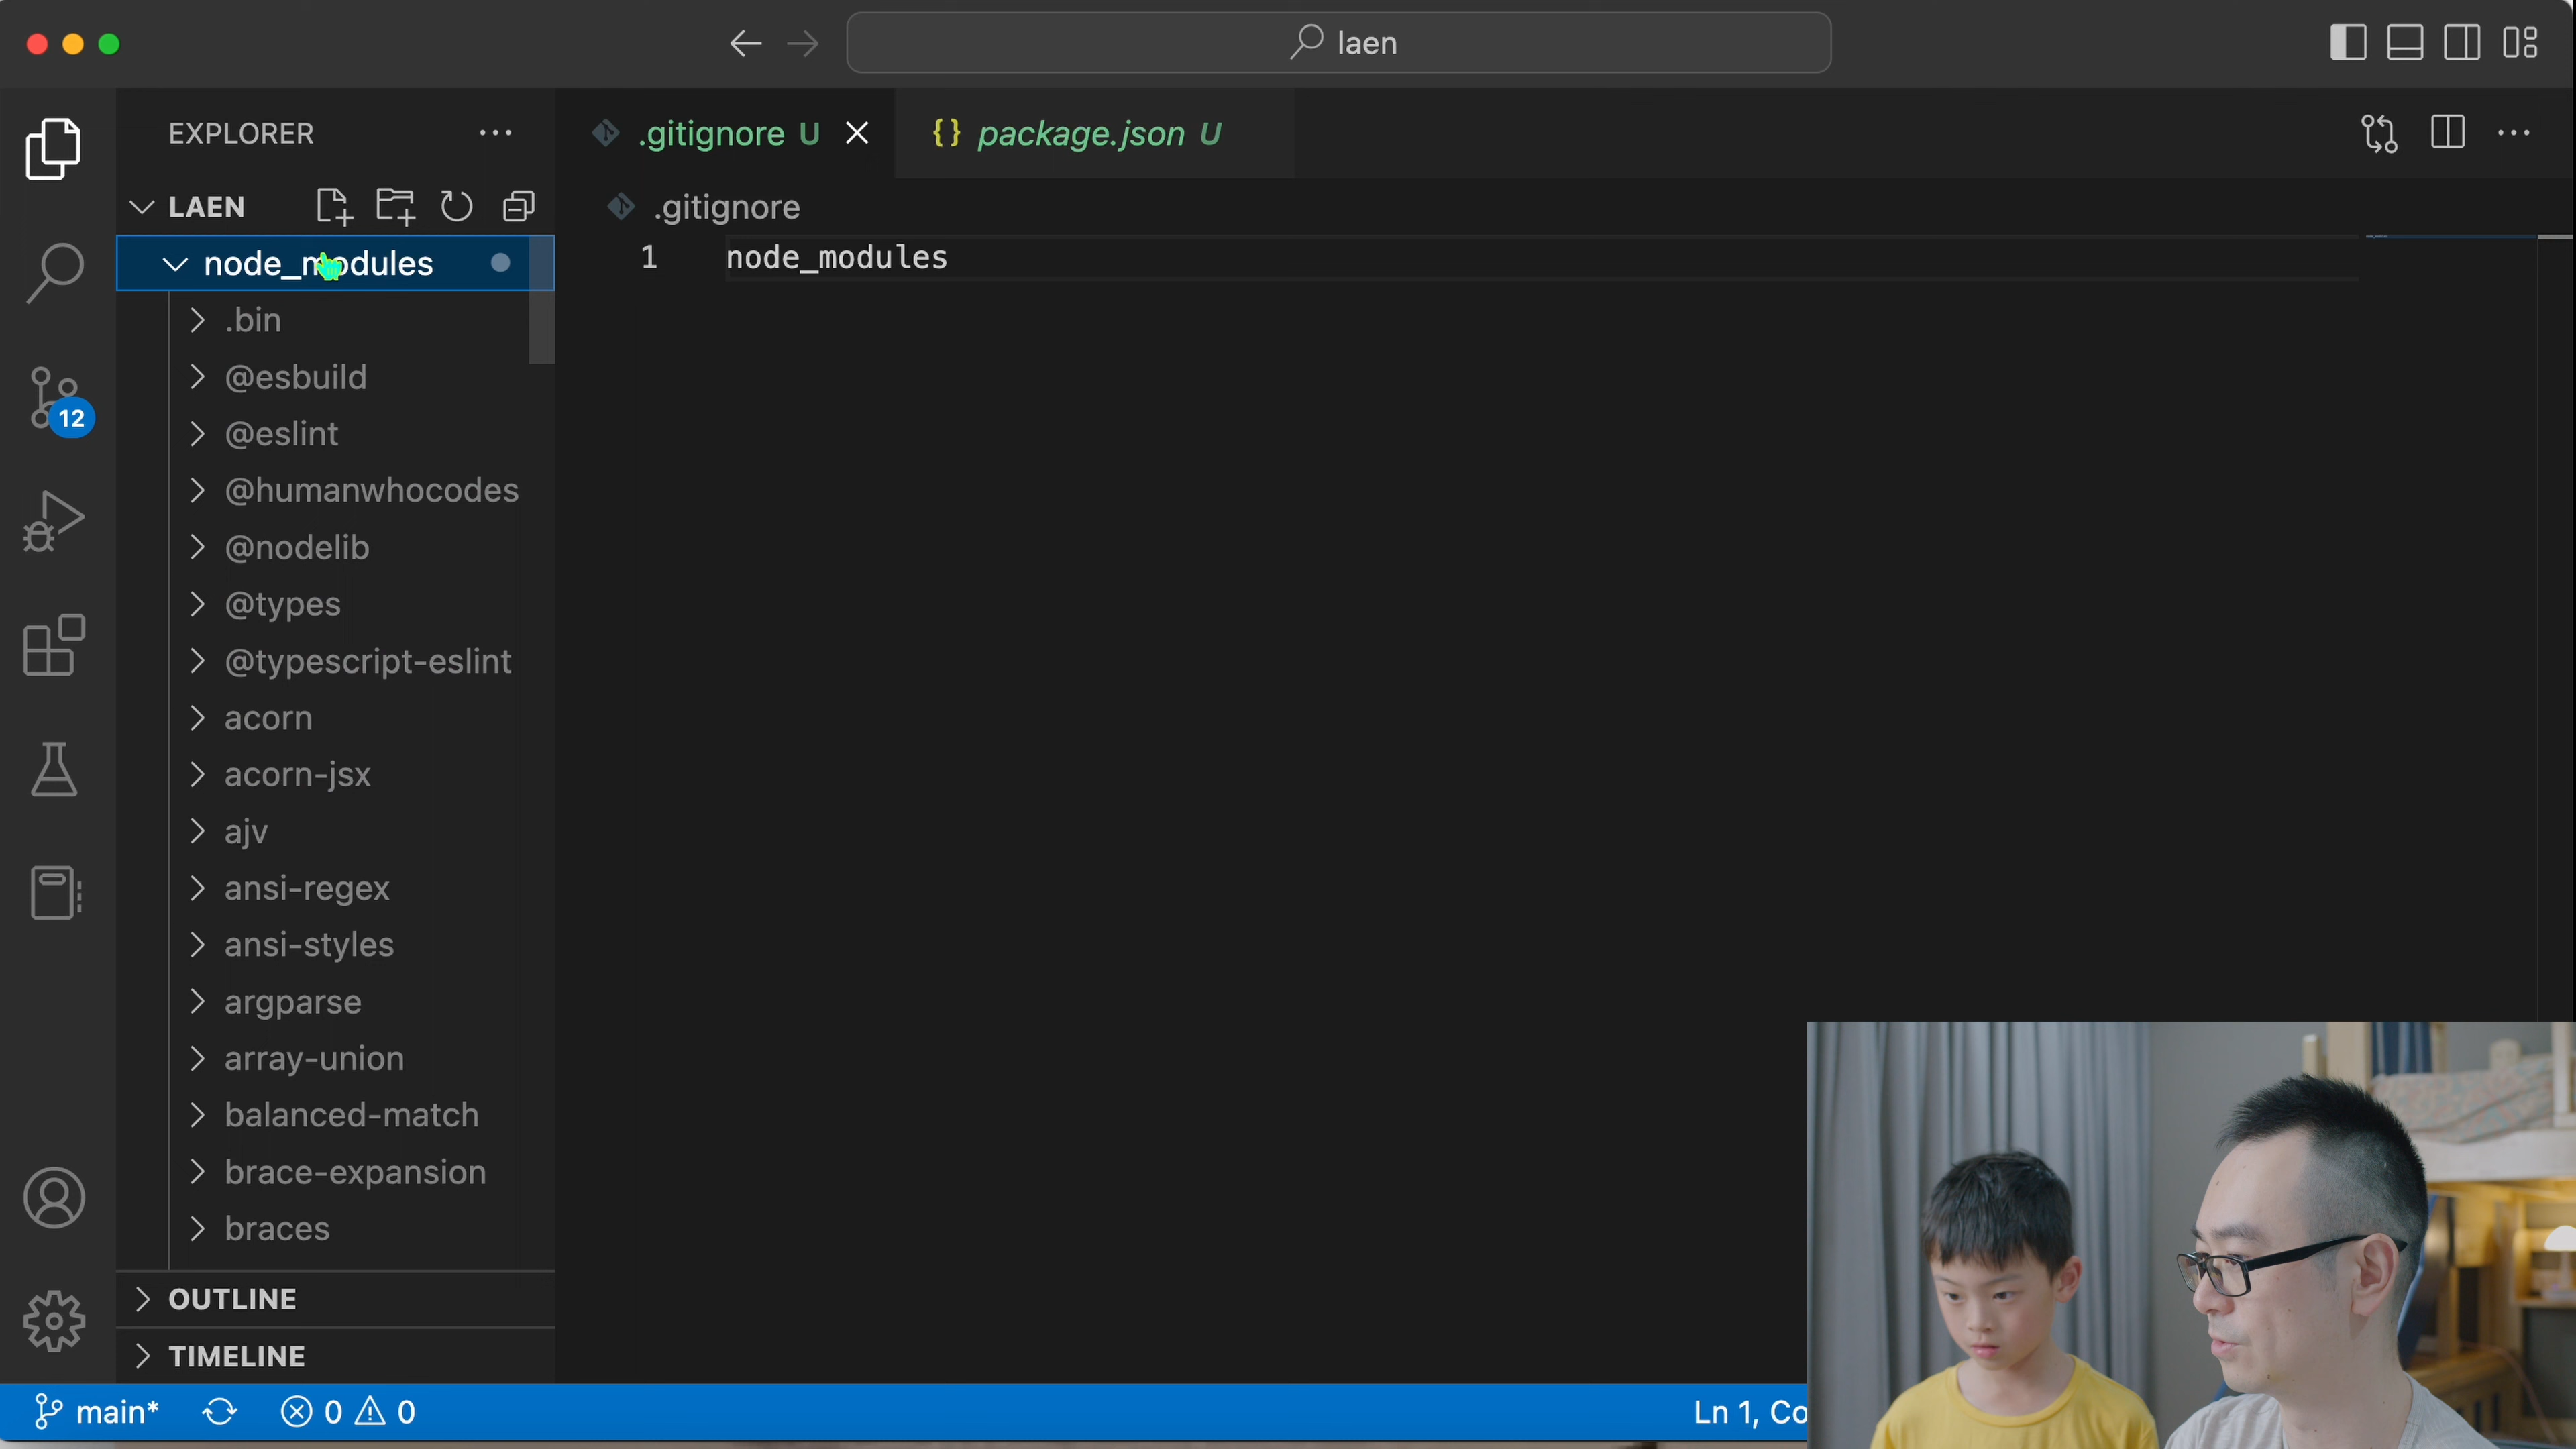 laen
EXPLORER
.gitignore U
package.json U
LAEN
.gitignore
node_modules
1 node_modules
.bin
@esbuild
@eslint
12
@humanwhocodes
@nodelib
@types
@typescript-eslint
acorn
acorn-jsx
ajv
ansi-regex
ansi-styles
argparse
array-union
balanced-match
brace-expansion
braces
OUTLINE
TIMELINE
main* 0 0
Ln 1, Co